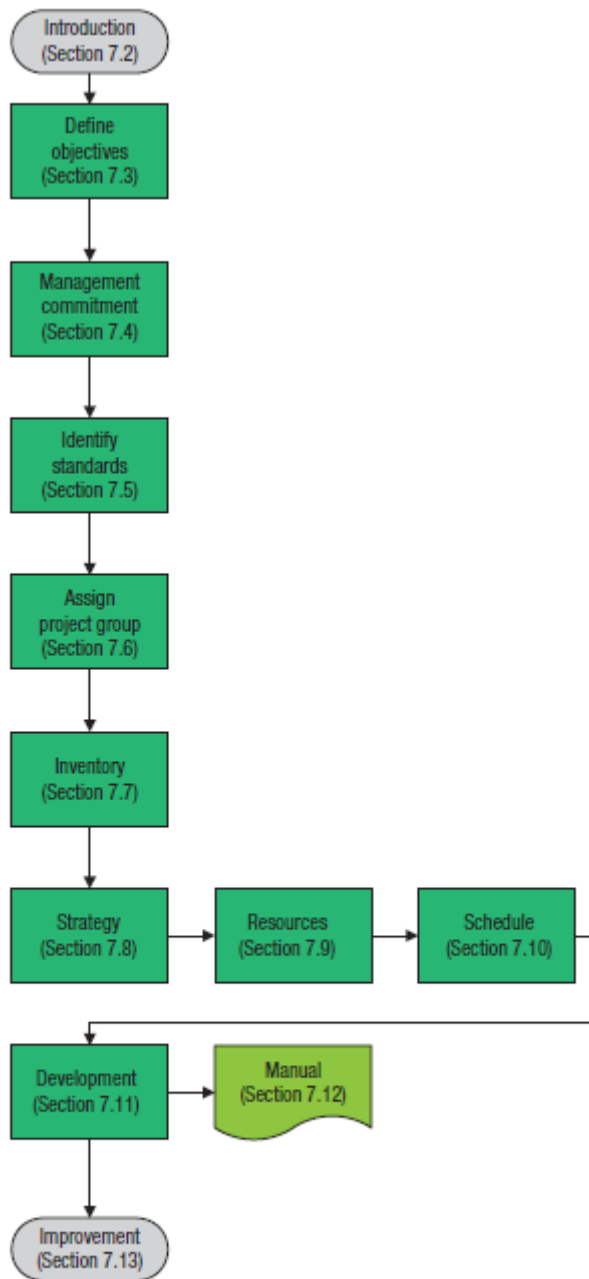 Introduction
(Section 7.2)
Define
objectives
(Section 7.3)
Management
commitment
(Section 7.4)
Identify
standards
(Section 7.5)
Assign
project group
(Section 7.6)
Inventory
(Section 7.7)
Strategy
(Section 7.8)
Resources
(Section 7.9)
Schedule
(Section 7.10)
Development
(Section 7.11)
Manual
(Section 7.12)
Improvement
(Section 7.13)